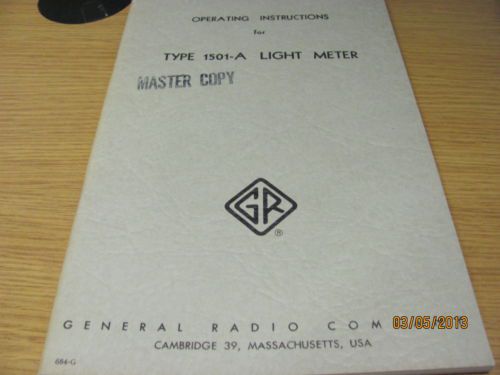 OPERATING INSTRUCTIONS
for
TYPE 1501-A LIGHT METER
MASTER COPY
GR
®
GENERAL RADIO COM
03/05/2013
CAMBRIDGE 39, MASSACHUSETTS, USA
684-G